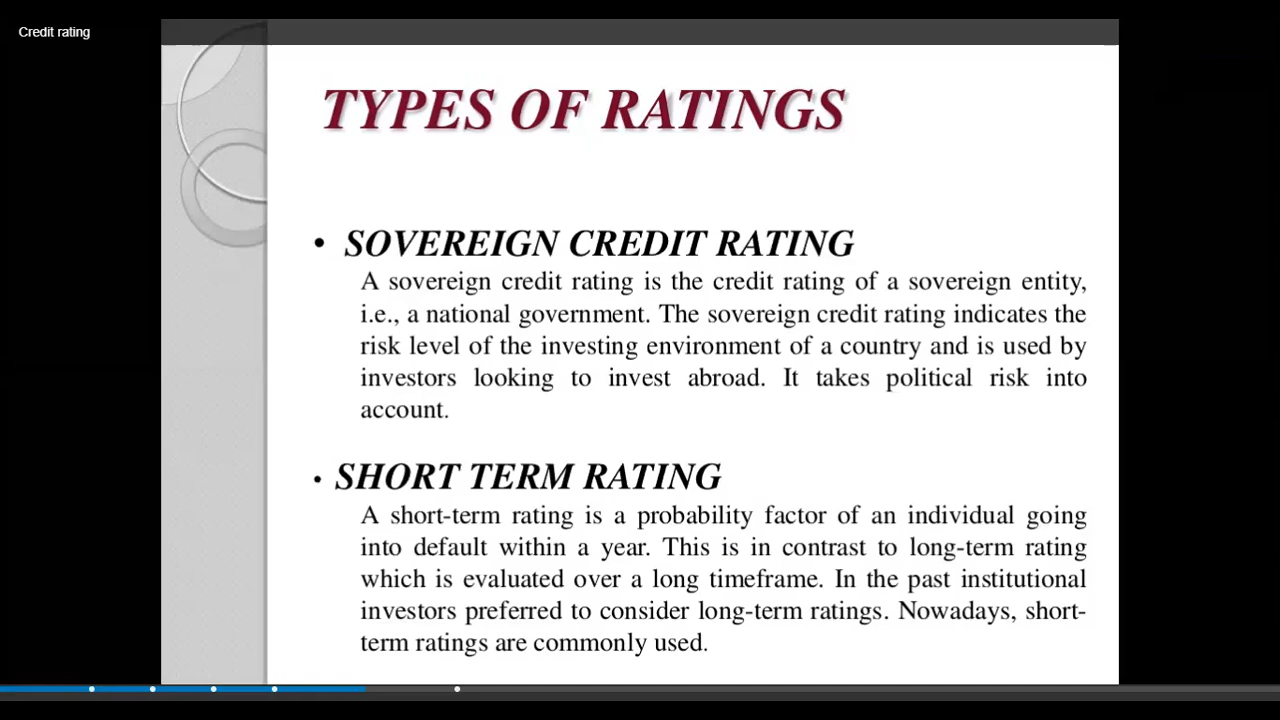 Credit rating
TYPES OF RATINGS
• SOVEREIGN CREDIT RATING
A sovereign credit rating is the credit rating of a sovereign entity,
i.e., a national government. The sovereign credit rating indicates the
risk level of the investing environment of a country and is used by
investors looking to invest abroad. It takes political risk into
account.
• SHORT TERM RATING
A short-term rating is a probability factor of an individual going
into default within a year. This is in contrast to long-term rating
which is evaluated over a long timeframe. In the past institutional
investors preferred to consider long-term ratings. Nowadays, short-
term ratings are commonly used.